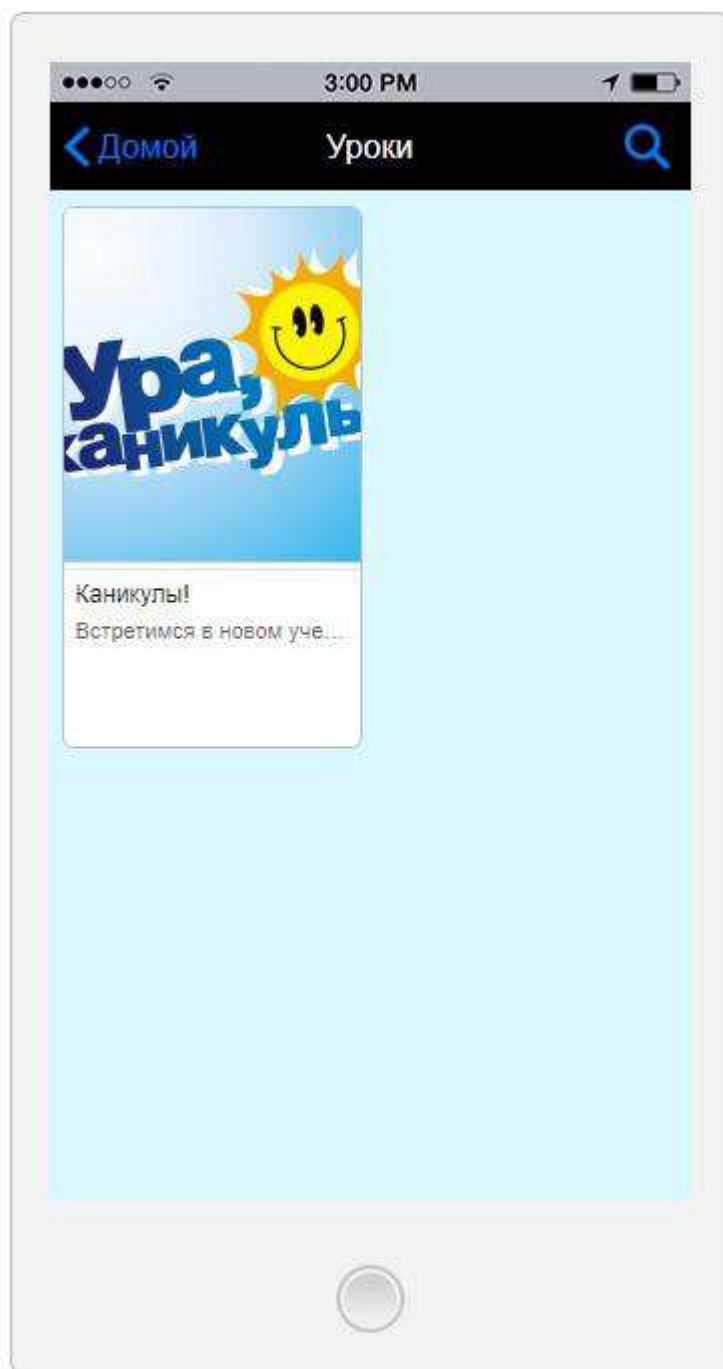 3:00 PM
Домой
Уроки
Ура,
каникулы
Каникулы!
Встретимся в новом уче...